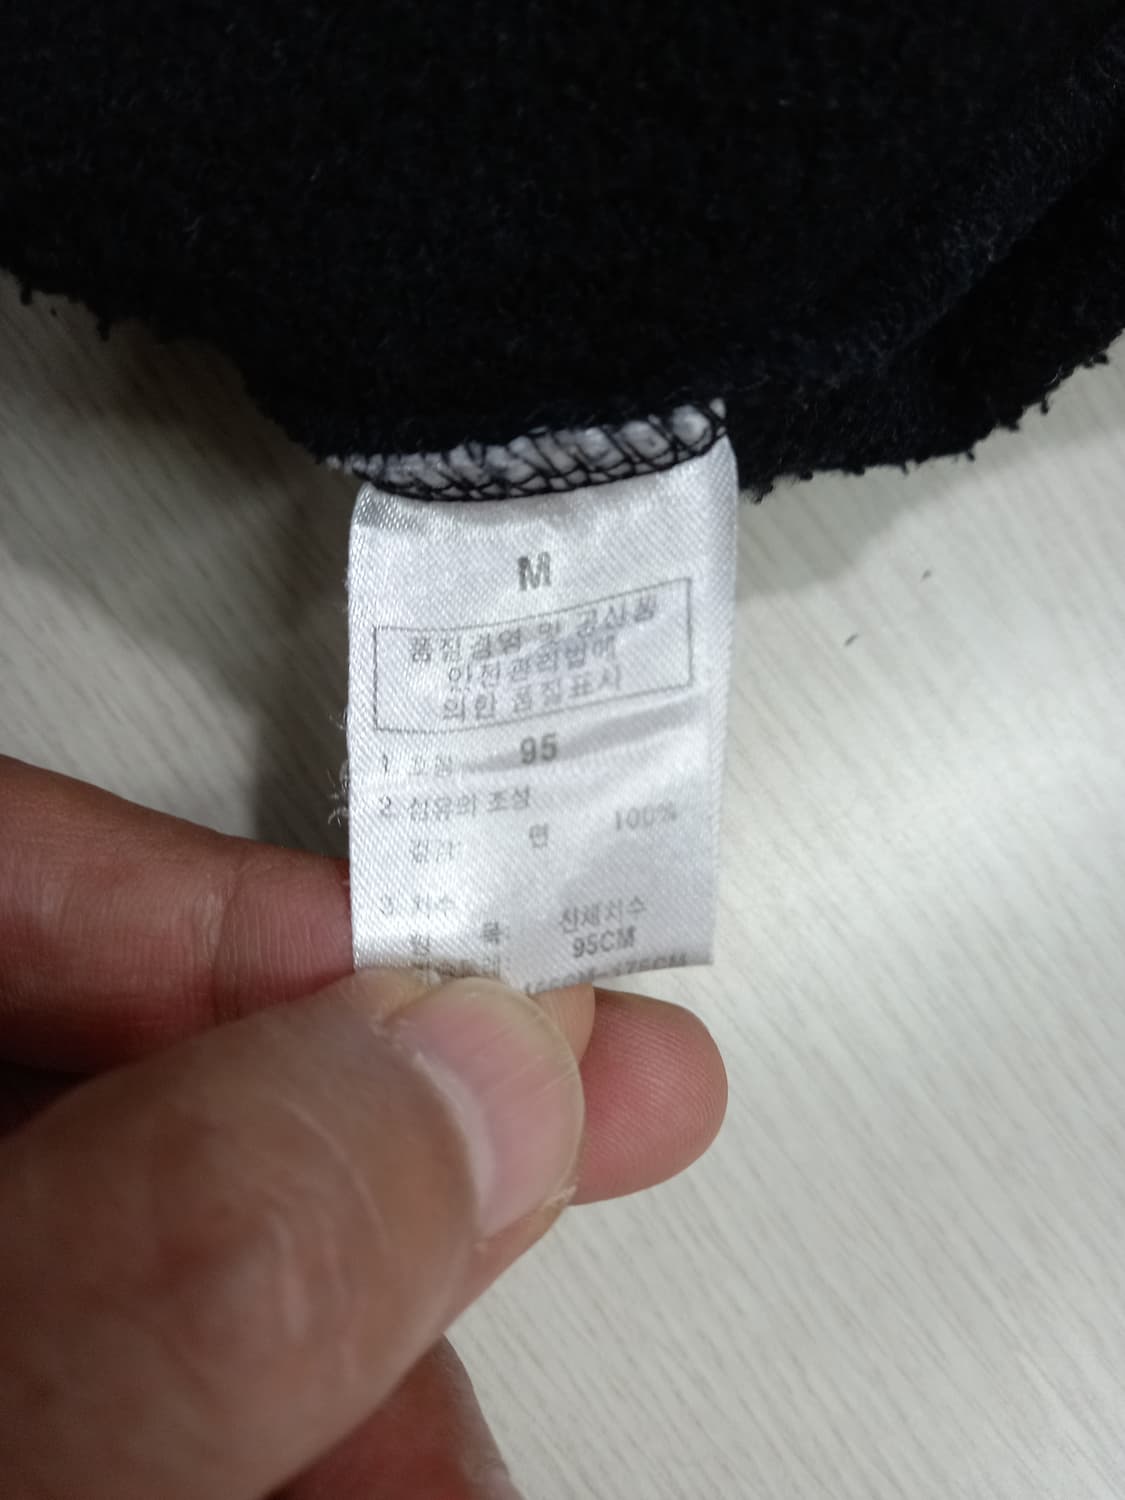 M
품질경영 및 공산품
안전관리법에
의한 품질표시
1. 호칭 95
2. 섬유의 조성
겉감: 면 100%
3. 치수
신체치수
95CM